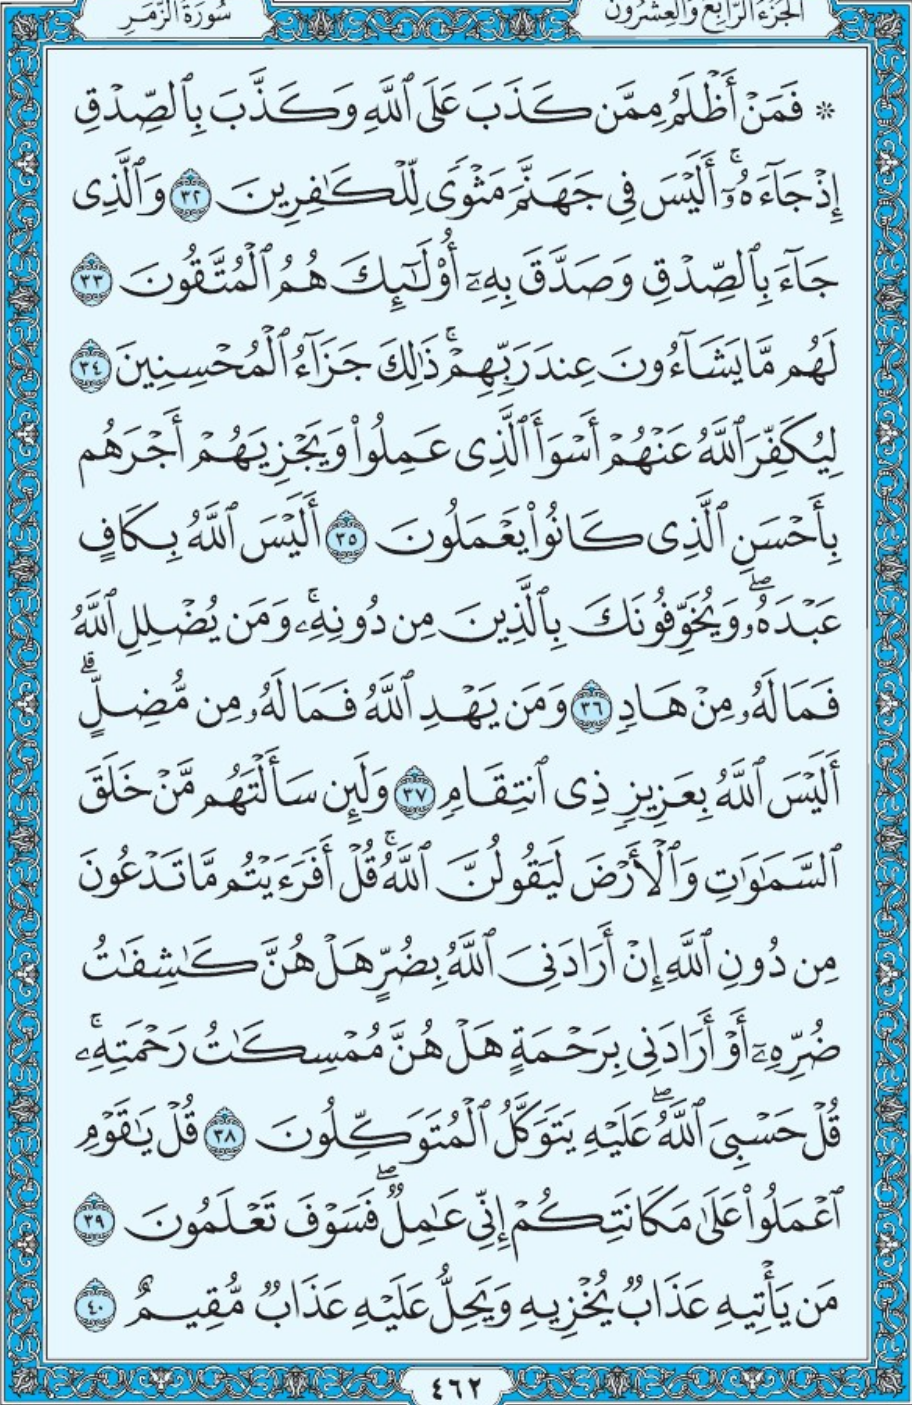 الجزء الرابع والعشرون
سورة الزمر
* فَمَنْ أَظْلَمُ مِمَّن كَذَبَ عَلَى ٱللَّهِ وَكَذَّبَ بِٱلصِّدْقِ
إِذْ جَآءَهُۥٓ ۚ أَلَيْسَ فِى جَهَنَّمَ مَثْوًى لِّلْكَـٰفِرِينَ ٣٢ وَٱلَّذِى
جَآءَ بِٱلصِّدْقِ وَصَدَّقَ بِهِۦٓ أُو۟لَـٰٓئِكَ هُمُ ٱلْمُتَّقُونَ ٣٣
لَهُم مَّا يَشَآءُونَ عِندَ رَبِّهِمْ ۚ ذَٰلِكَ جَزَآءُ ٱلْمُحْسِنِينَ ٣٤
لِيُكَفِّرَ ٱللَّهُ عَنْهُمْ أَسْوَأَ ٱلَّذِى عَمِلُوا۟ وَيَجْزِيَهُمْ أَجْرَهُم
بِأَحْسَنِ ٱلَّذِى كَانُوا۟ يَعْمَلُونَ ٣٥ أَلَيْسَ ٱللَّهُ بِكَافٍ
عَبْدَهُۥ ۖ وَيُخَوِّفُونَكَ بِٱلَّذِينَ مِن دُونِهِۦ ۚ وَمَن يُضْلِلِ ٱللَّهُ
فَمَا لَهُۥ مِنْ هَادٍ ٣٦ وَمَن يَهْدِ ٱللَّهُ فَمَا لَهُۥ مِن مُّضِلٍّ ۗ
أَلَيْسَ ٱللَّهُ بِعَزِيزٍ ذِى ٱنتِقَامٍ ٣٧ وَلَئِن سَأَلْتَهُم مَّنْ خَلَقَ
ٱلسَّمَـٰوَٰتِ وَٱلْأَرْضَ لَيَقُولُنَّ ٱللَّهُ ۚ قُلْ أَفَرَءَيْتُم مَّا تَدْعُونَ
مِن دُونِ ٱللَّهِ إِنْ أَرَادَنِىَ ٱللَّهُ بِضُرٍّ هَلْ هُنَّ كَـٰشِفَـٰتُ
ضُرِّهِۦٓ أَوْ أَرَادَنِى بِرَحْمَةٍ هَلْ هُنَّ مُمْسِكَـٰتُ رَحْمَتِهِۦ ۚ
قُلْ حَسْبِىَ ٱللَّهُ ۖ عَلَيْهِ يَتَوَكَّلُ ٱلْمُتَوَكِّلُونَ ٣٨ قُلْ يَـٰقَوْمِ
ٱعْمَلُوا۟ عَلَىٰ مَكَانَتِكُمْ إِنِّى عَـٰمِلٌ ۖ فَسَوْفَ تَعْلَمُونَ ٣٩
مَن يَأْتِيهِ عَذَابٌ يُخْزِيهِ وَيَحِلُّ عَلَيْهِ عَذَابٌ مُّقِيمٌ ٤٠
٤٦٢